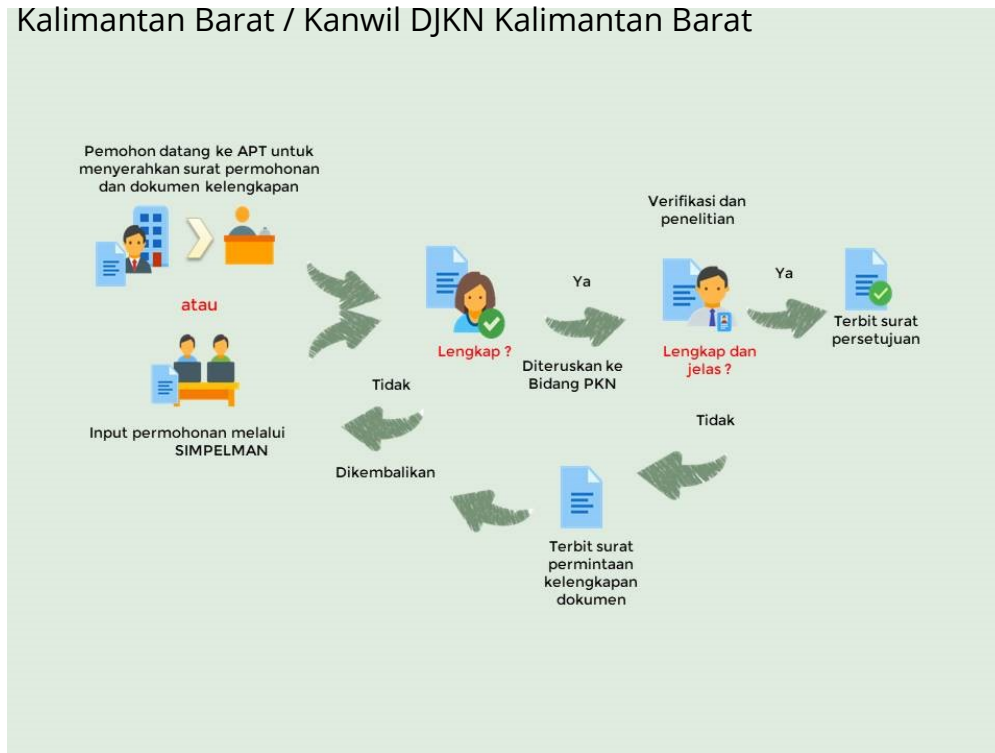 Kalimantan Barat / Kanwil DJKN Kalimantan Barat
Pemohon datang ke APT untuk
menyerahkan surat permohonan
dan dokumen kelengkapan
atau
Input permohonan melalui
SIMPELMAN
Lengkap ?
Ya
Diteruskan ke
Bidang PKN
Verifikasi dan
penelitian
Lengkap dan
jelas ?
Ya
Terbit surat
persetujuan
Tidak
Terbit surat
permintaan
kelengkapan
dokumen
Tidak
Dikembalikan